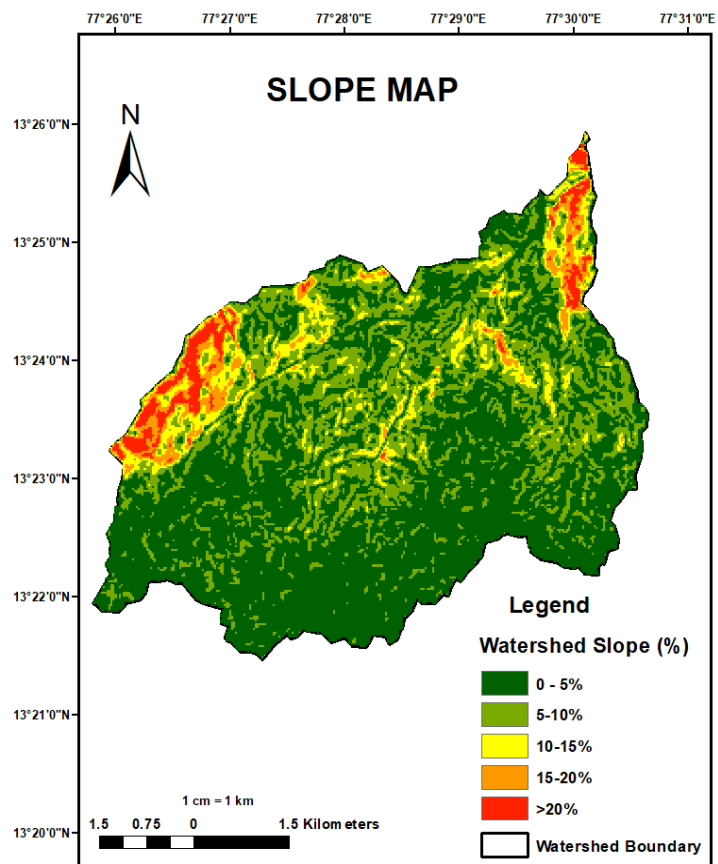 77°26'0"E 77°27'0"E 77°28'0"E 77°29'0"E 77°30'0"E 77°31'0"E
SLOPE MAP
N
13°26'0"N
13°25'0"N
13°24'0"N
13°23'0"N
13°22'0"N
13°21'0"N
13°20'0"N
Legend
Watershed Slope (%)
0 - 5%
5-10%
10-15%
15-20%
>20%
Watershed Boundary
1 cm = 1 km
1.5 0.75 0 1.5 Kilometers